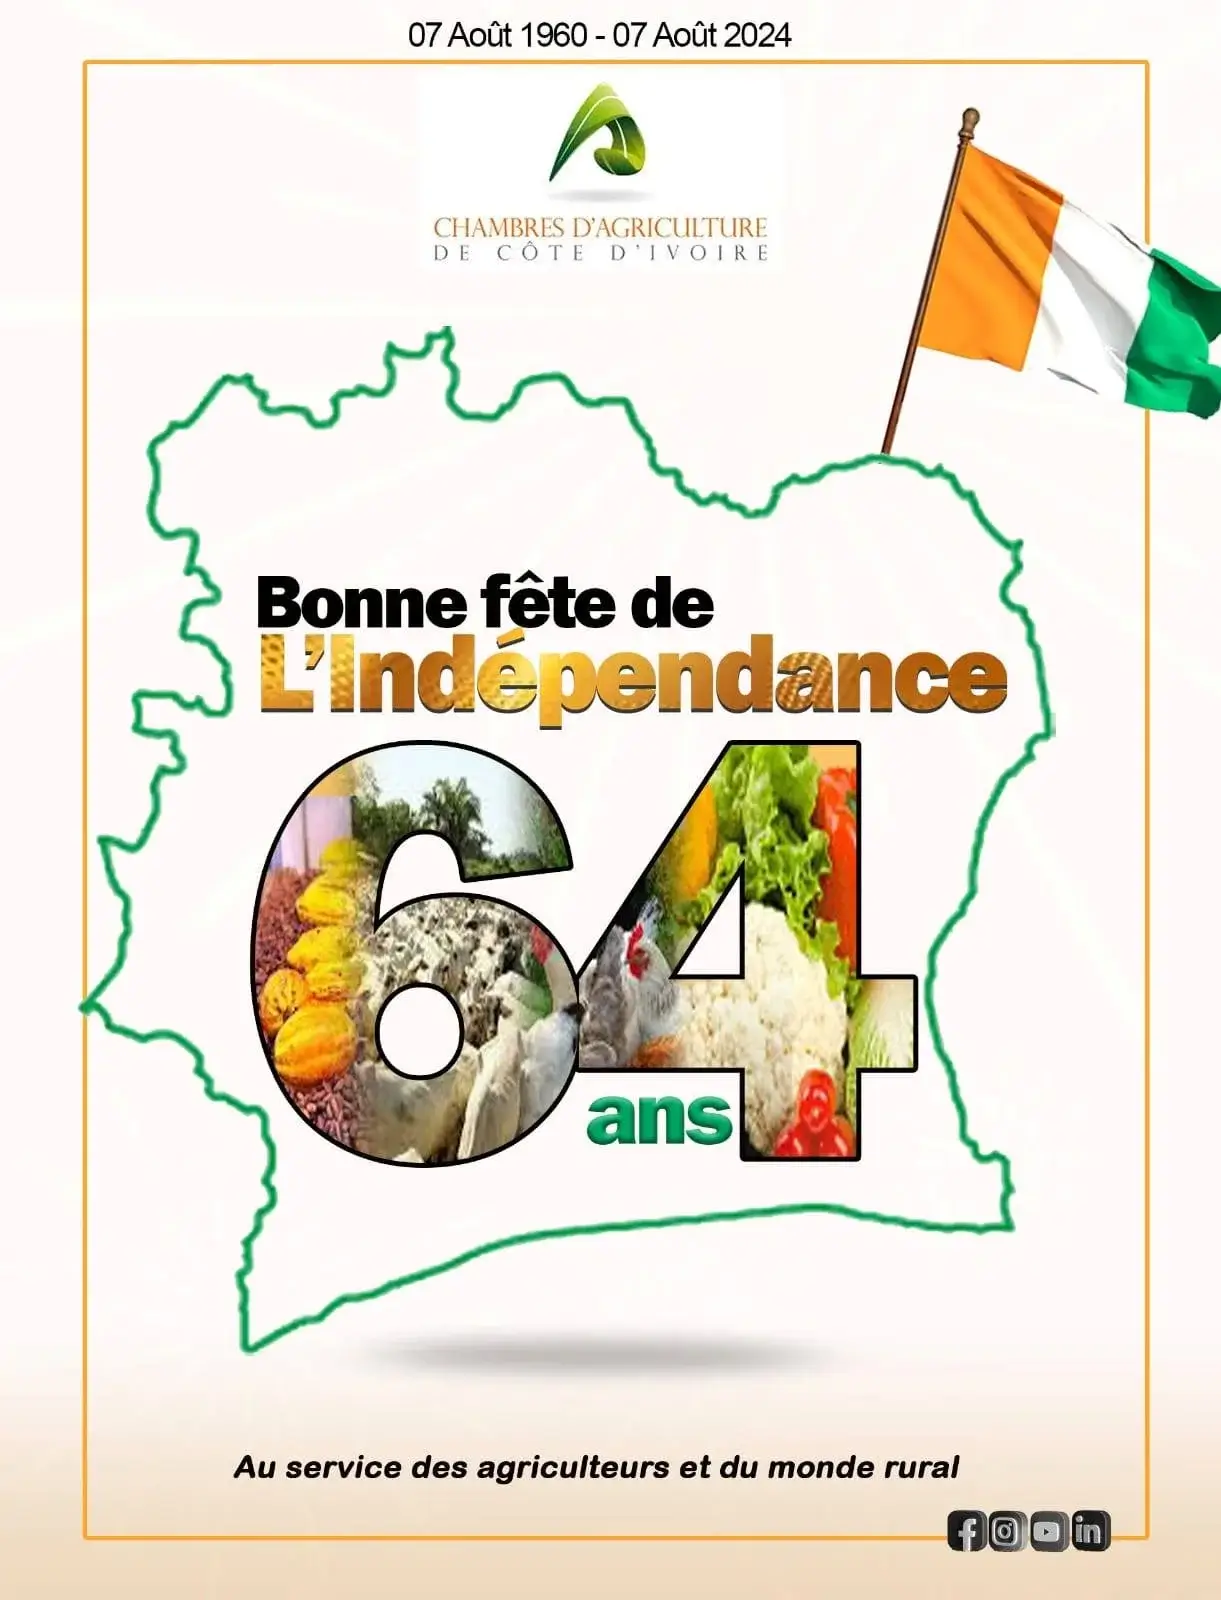 07 Août 1960 - 07 Août 2024
CHAMBRES D'AGRICULTURE
DE CÔTE D'IVOIRE
Bonne fête de
L'Indépendance
64
ans
Au service des agriculteurs et du monde rural